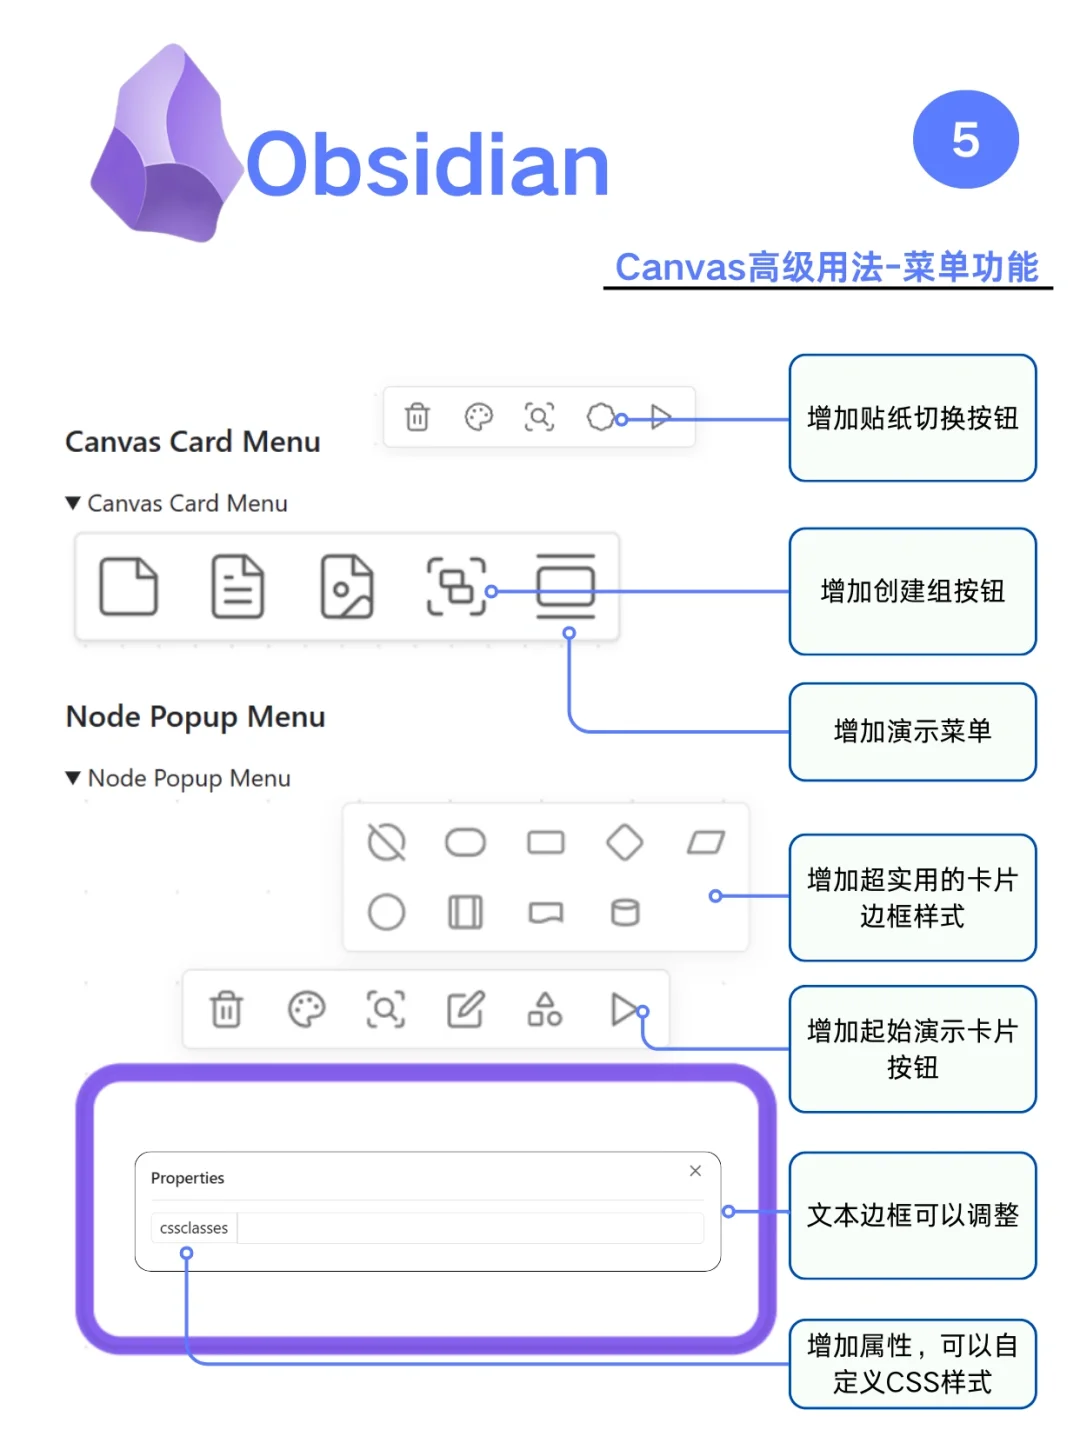 Obsidian
5
Canvas高级用法-菜单功能
增加贴纸切换按钮
Canvas Card Menu
▼ Canvas Card Menu
增加创建组按钮
增加演示菜单
Node Popup Menu
▼ Node Popup Menu
增加超实用的卡片
边框样式
增加起始演示卡片
按钮
Properties
cssclasses
文本边框可以调整
增加属性，可以自
定义CSS样式